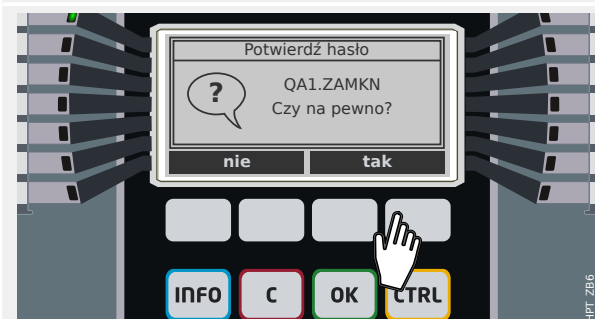 Potwierdź hasło
?
QA1.ZAMKN
Czy na pewno?
nie tak
INFO C OK CTRL
HPT_ZB6